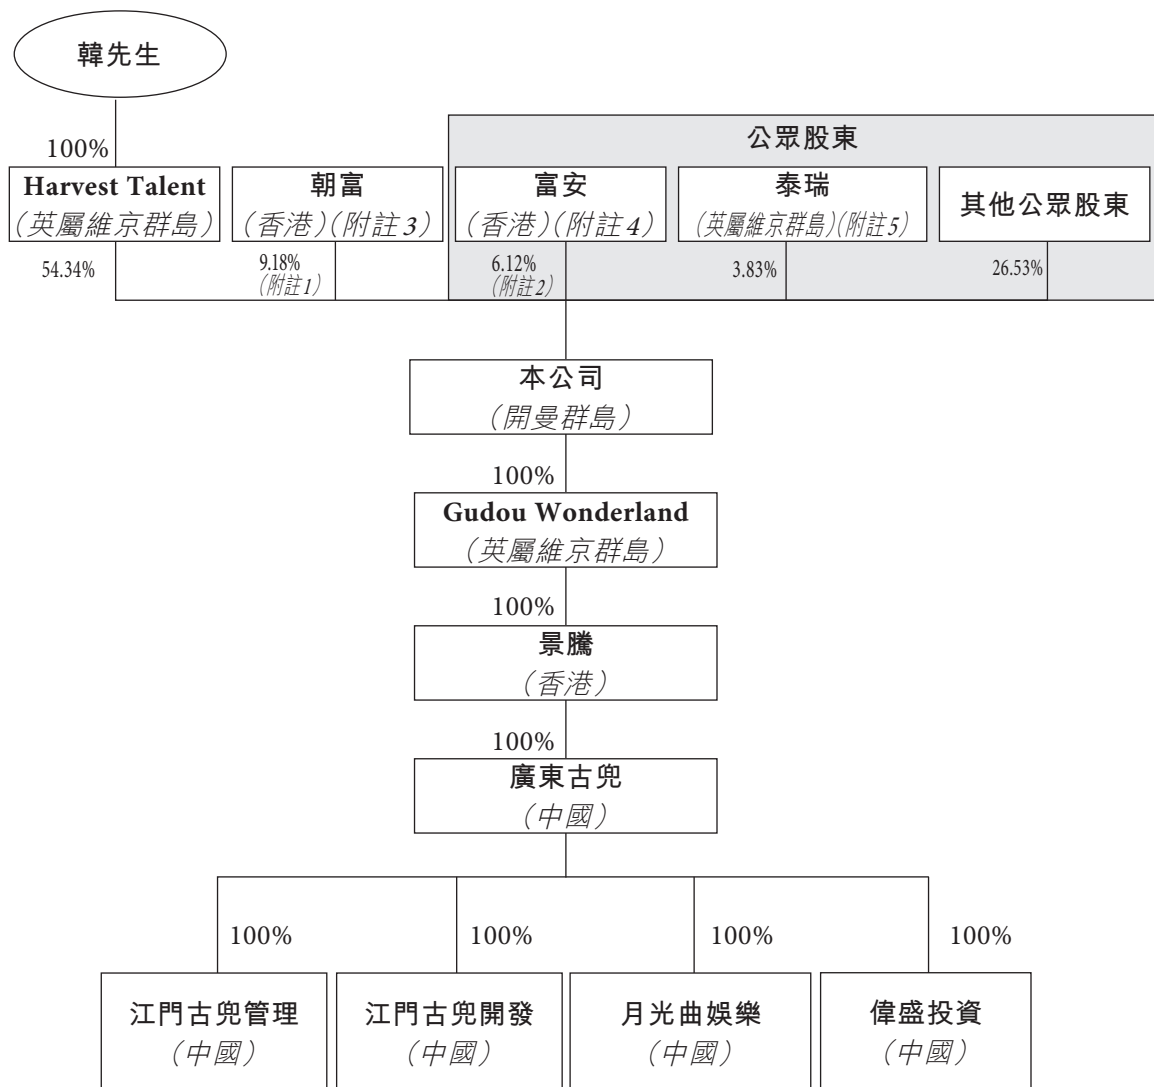 韓先生
100%
公眾股東
Harvest Talent
（英屬維京群島）
朝富
（香港）（附註3）
富安
（香港）（附註4）
泰瑞
（英屬維京群島）（附註5）
其他公眾股東
54.34%
9.18%
（附註1）
6.12%
（附註2）
3.83%
26.53%
本公司
（開曼群島）
100%
Gudou Wonderland
（英屬維京群島）
100%
景騰
（香港）
100%
廣東古兜
（中國）
100%
100%
100%
100%
江門古兜管理
（中國）
江門古兜開發
（中國）
月光曲娛樂
（中國）
偉盛投資
（中國）